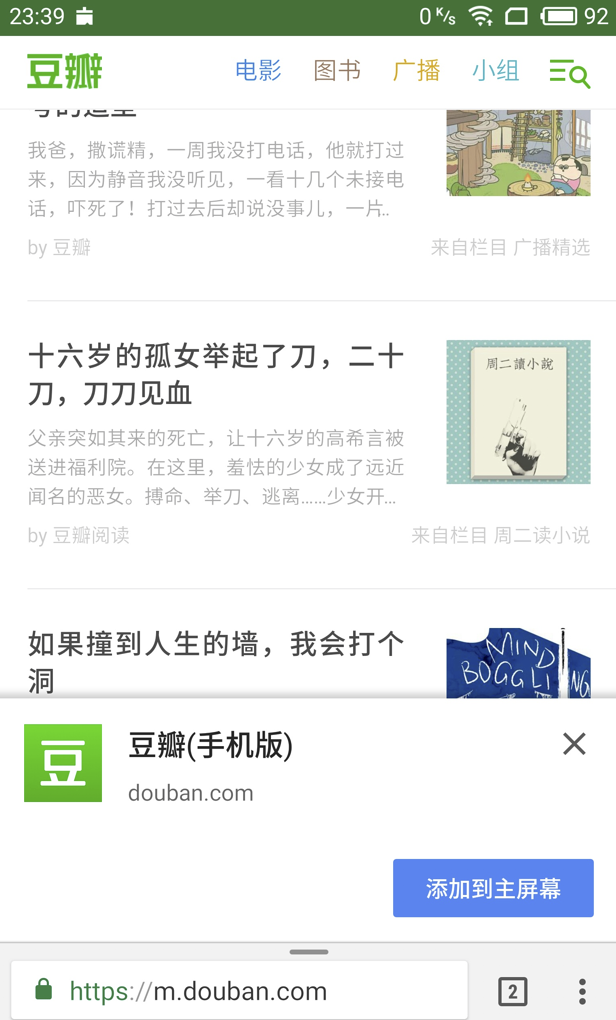 23:39
0 K/s
92
豆瓣
电影 图书 广播 小组
我爸，撒谎精，一周我没打电话，他就打过
来，因为静音我没听见，一看十几个未接电
话，吓死了！打过去后却说没事儿，一片..
by 豆瓣
来自栏目 广播精选
十六岁的孤女举起了刀，二十
刀，刀刀见血
周二讀小說
父亲突如其来的死亡，让十六岁的高希言被
送进福利院。在这里，羞怯的少女成了远近
闻名的恶女。搏命、举刀、逃离……少女开...
by 豆瓣阅读
来自栏目 周二读小说
如果撞到人生的墙，我会打个
洞
MIND
BOGGLING
豆
豆瓣(手机版)
douban.com
添加到主屏幕
https://m.douban.com
2